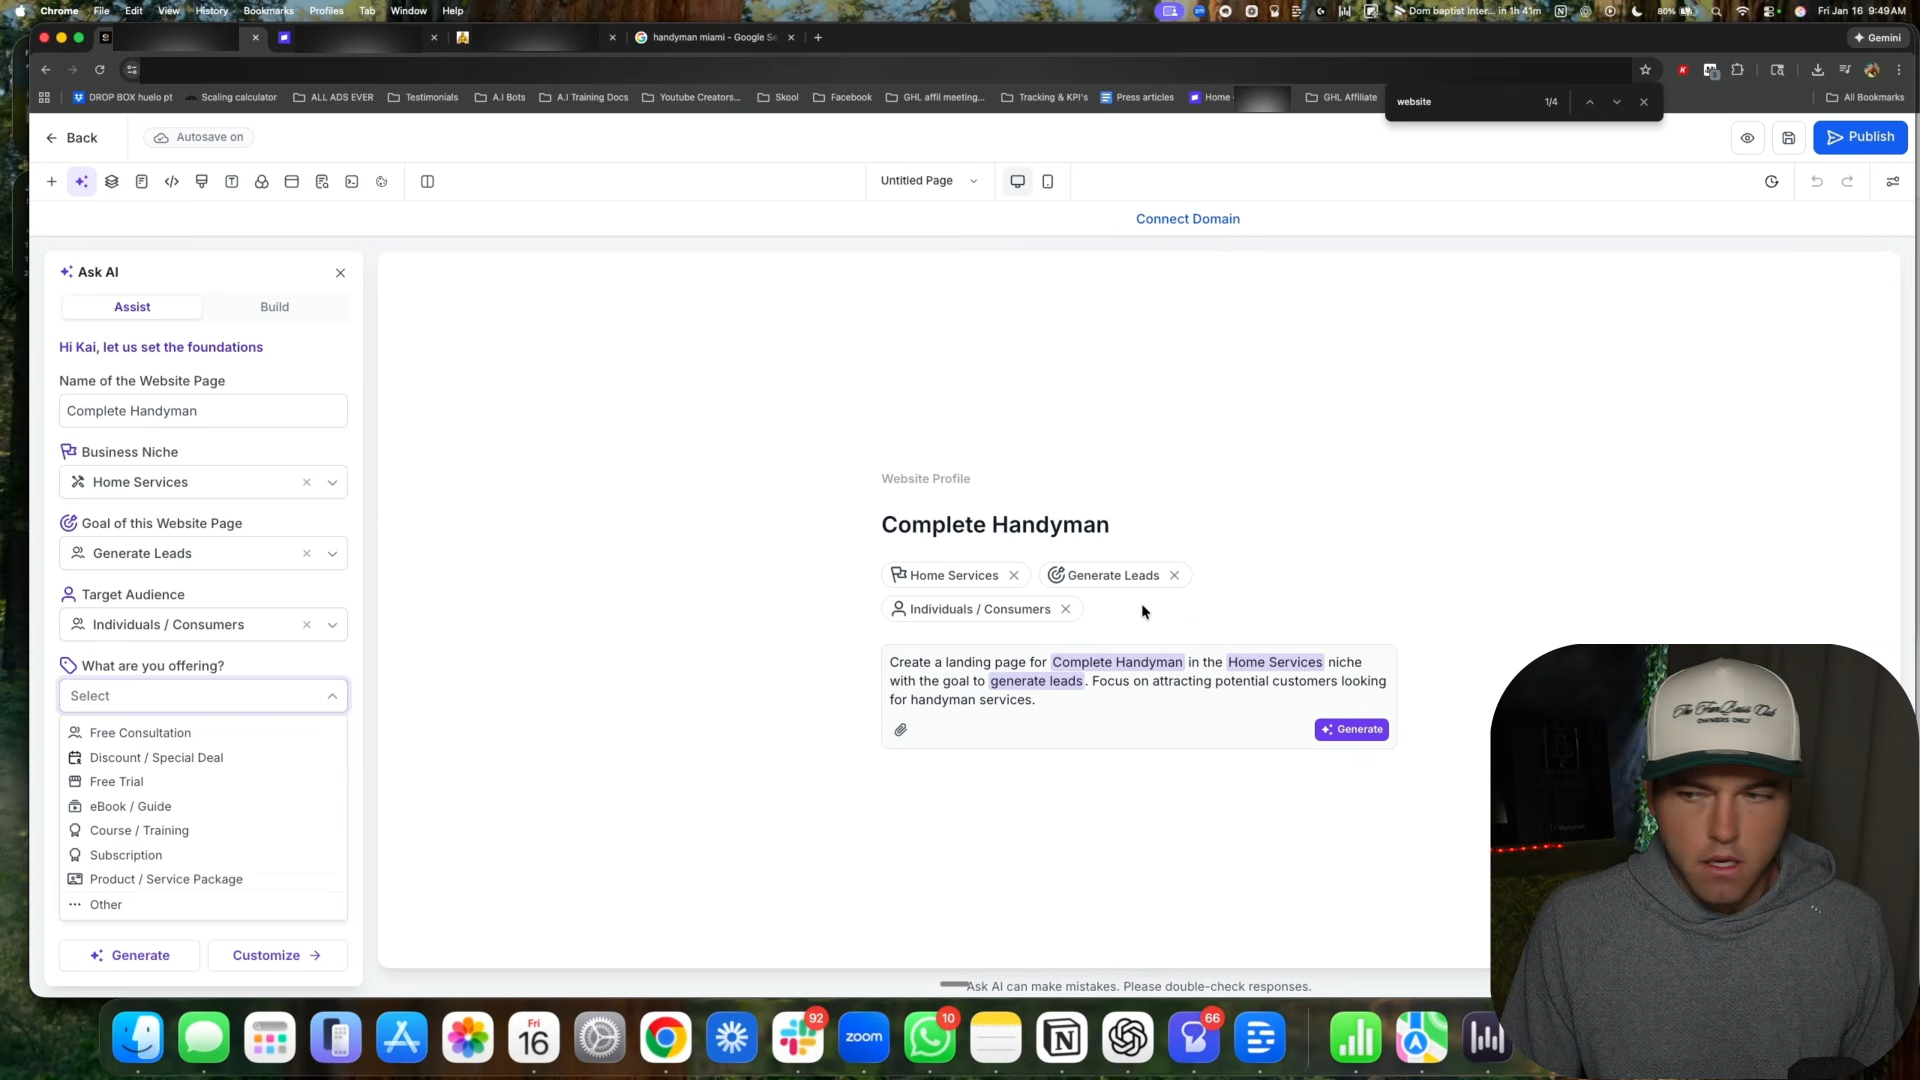 Chrome File Edit View History Bookmarks Profiles Tab Window Help
Dom baptist Inter... in 1h 41m
80%
Fri Jan 16 9:49 AM
handyman miami - Google Se
Gemini
DROP BOX huelo pt
Scaling calculator
ALL ADS EVER
Testimonials
A.I Bots
A.I Training Docs
Youtube Creators...
Skool
Facebook
GHL affil meeting...
Tracking & KPI's
Press articles
Home
GHL Affiliate
All Bookmarks
website
1/4
Back
Autosave on
Publish
Untitled Page
Connect Domain
Ask AI
Assist
Build
Hi Kai, let us set the foundations
Name of the Website Page
Complete Handyman
Business Niche
Home Services
Goal of this Website Page
Generate Leads
Target Audience
Individuals / Consumers
What are you offering?
Select
Free Consultation
Discount / Special Deal
Free Trial
eBook / Guide
Course / Training
Subscription
Product / Service Package
Other
Generate
Customize
Website Profile
Complete Handyman
Home Services
Generate Leads
Individuals / Consumers
Create a landing page for Complete Handyman in the Home Services niche
with the goal to generate leads. Focus on attracting potential customers looking
for handyman services.
Generate
Ask AI can make mistakes. Please double-check responses.
OWNERS ONLY
Fri
16
92
zoom
10
66